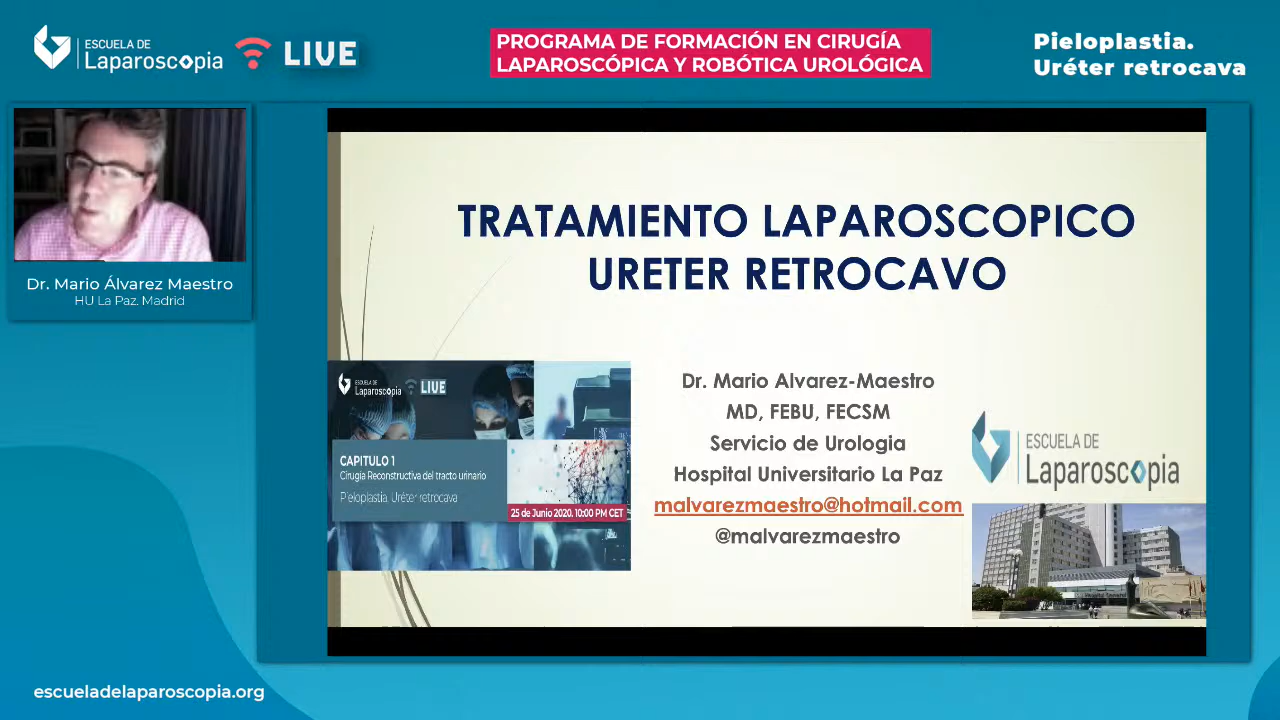 ESCUELA DE
Laparoscopia
LIVE
PROGRAMA DE FORMACIÓN EN CIRUGÍA
LAPAROSCÓPICA Y ROBÓTICA UROLÓGICA
Pieloplastia.
Uréter retrocava
Dr. Mario Álvarez Maestro
HU La Paz. Madrid
TRATAMIENTO LAPAROSCOPICO
URETER RETROCAVO
ESCUELA DE
Laparoscopia
LIVE
CAPITULO 1
Cirugía Reconstructiva del tracto urinario
Pieloplastia. Uréter retrocava
25 de Junio 2020, 10:00 PM CET
Dr. Mario Alvarez-Maestro
MD, FEBU, FECSM
Servicio de Urologia
Hospital Universitario La Paz
malvarezmaestro@hotmail.com
@malvarezmaestro
ESCUELA DE
Laparoscopia
escueladelaparoscopia.org